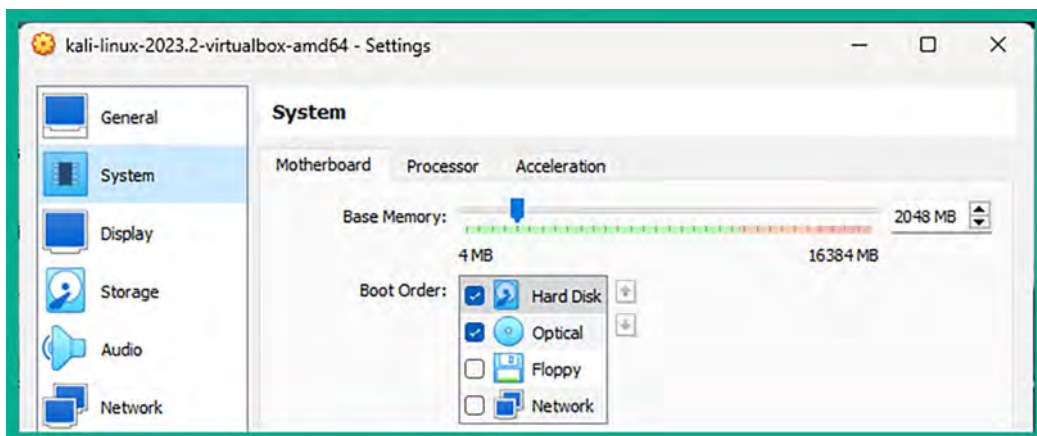 kali-linux-2023.2-virtualbox-amd64 - Settings
General
System
Display
Storage
Audio
Network
System
Motherboard Processor Acceleration
Base Memory: 2048 MB
4 MB 16384 MB
Boot Order:
Hard Disk
Optical
Floppy
Network